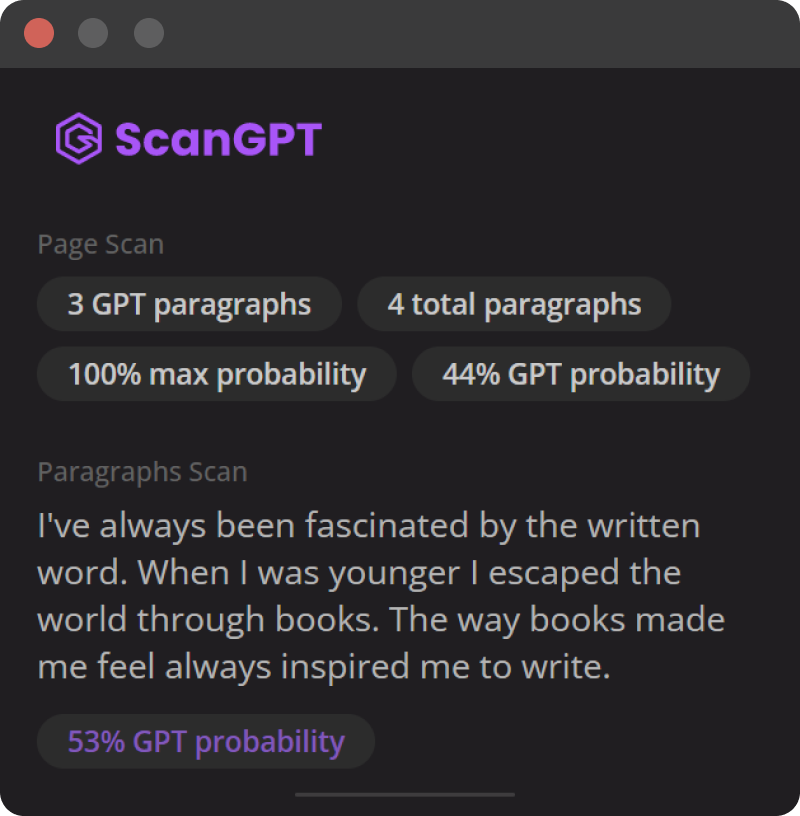 ScanGPT
Page Scan
3 GPT paragraphs
4 total paragraphs
100% max probability
44% GPT probability
Paragraphs Scan
I've always been fascinated by the written
word. When I was younger I escaped the
world through books. The way books made
me feel always inspired me to write.
53% GPT probability